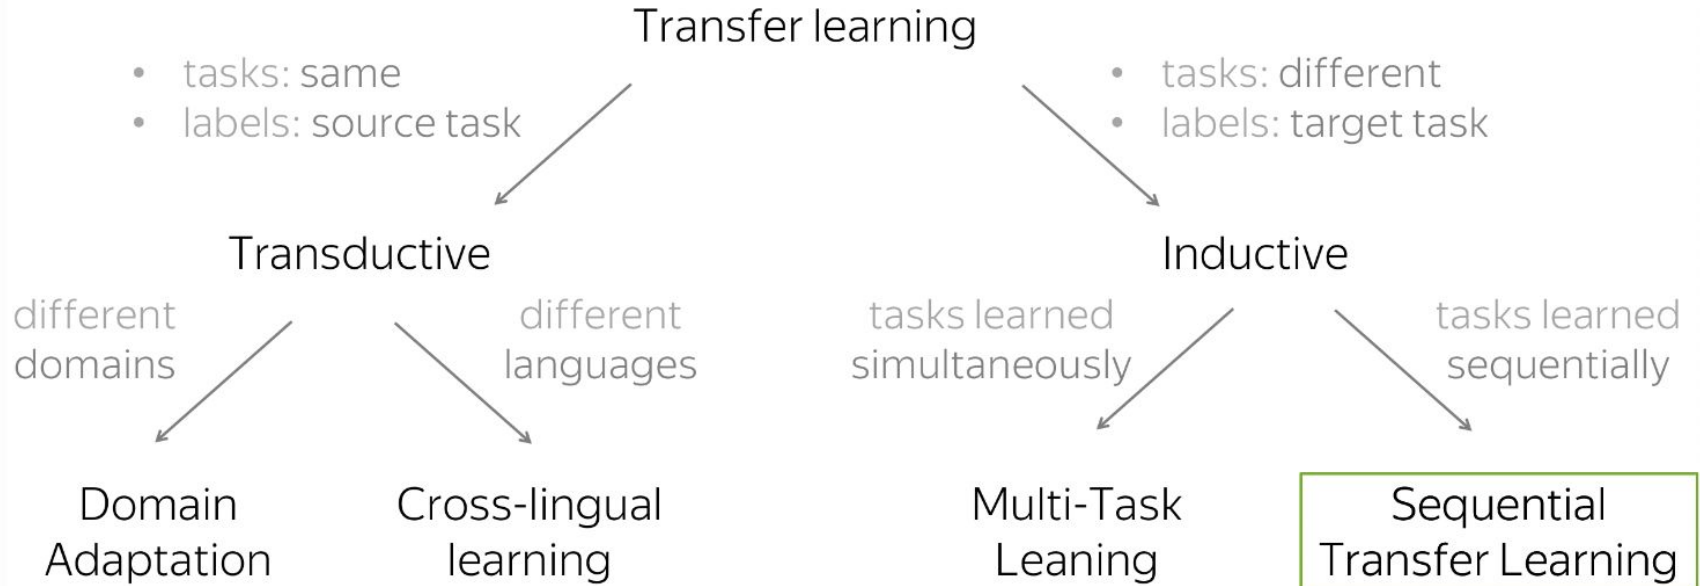 Transfer learning
• tasks: same
• labels: source task
• tasks: different
• labels: target task
Transductive
Inductive
different
domains
different
languages
tasks learned
simultaneously
tasks learned
sequentially
Domain
Adaptation
Cross-lingual
learning
Multi-Task
Leaning
Sequential
Transfer Learning